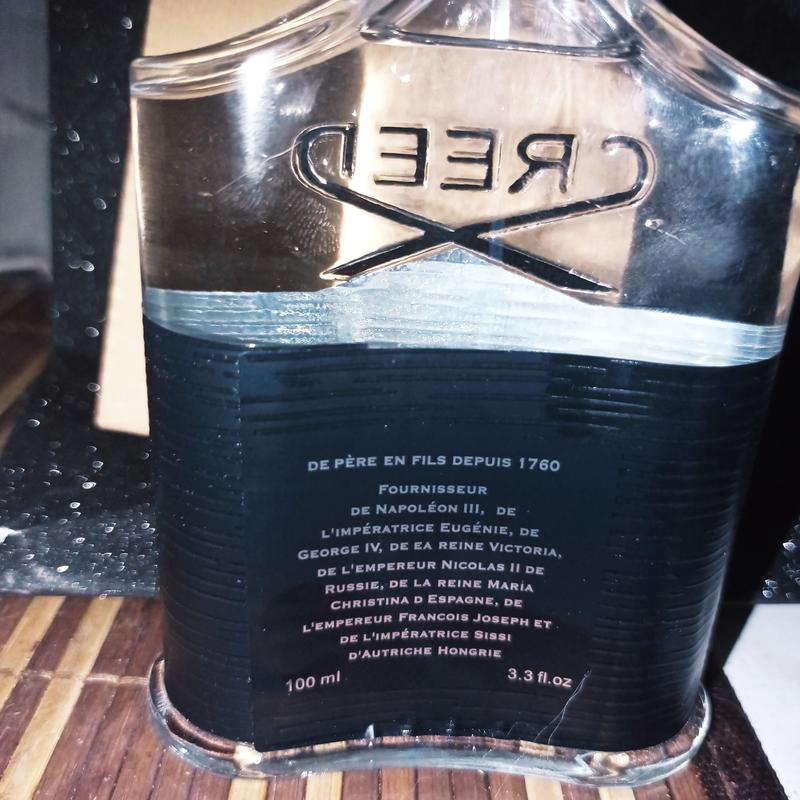 CREED
DE PÈRE EN FILS DEPUIS 1760
FOURNISSEUR
DE NAPOLÉON III, DE
L'IMPÉRATRICE EUGÉNIE, DE
GEORGE IV, DE EA REINE VICTORIA,
DE L'EMPEREUR NICOLAS II DE
RUSSIE, DE LA REINE MARÍA
CHRISTINA D ESPAGNE, DE
L'EMPEREUR FRANCOIS JOSEPH ET
DE L'IMPÉRATRICE SISSI
D'AUTRICHE HONGRIE
100 ml 3.3 fl.oz